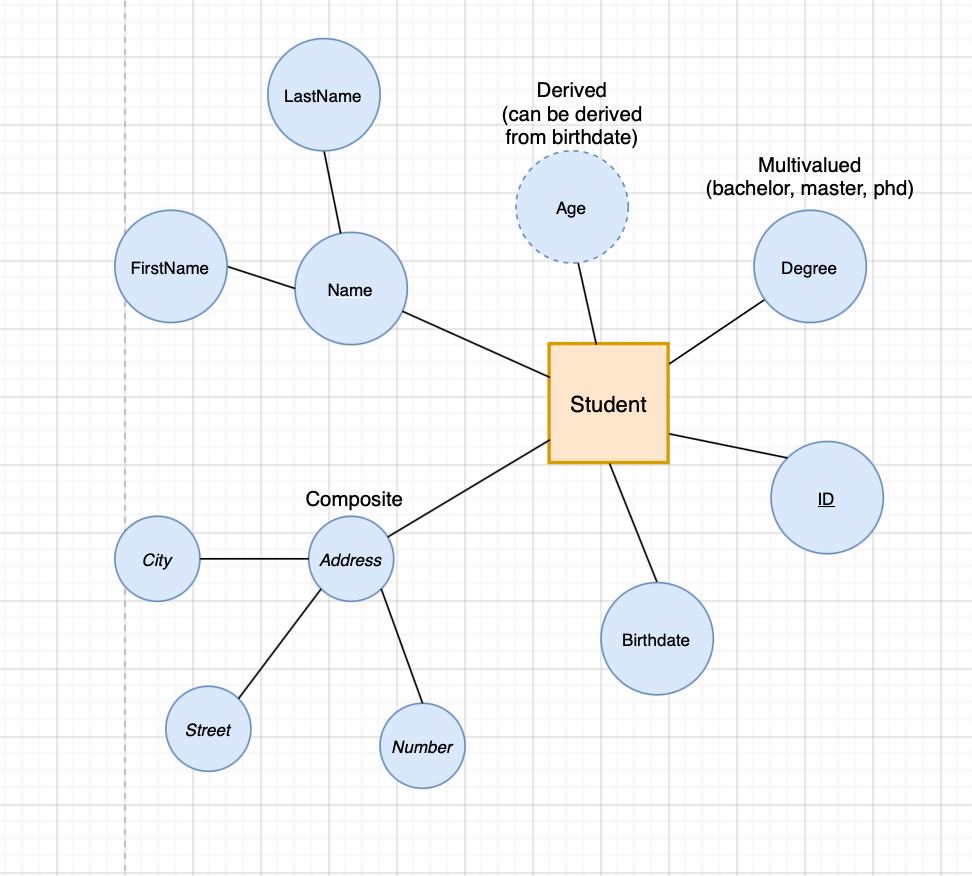 LastName
Derived
(can be derived
from birthdate)
Multivalued
(bachelor, master, phd)
Age
FirstName
Name
Degree
Student
Composite
ID
City
Address
Birthdate
Street
Number